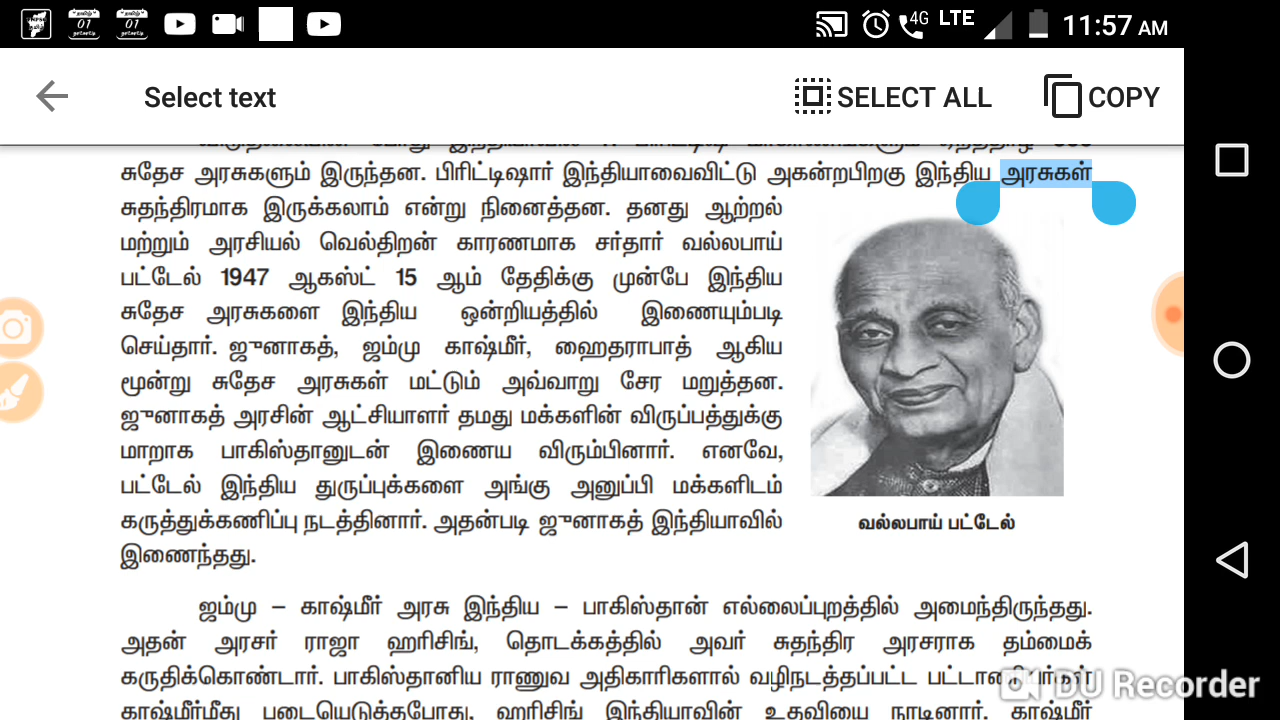 4G LTE 11:57 AM
Select text
SELECT ALL
COPY
சுதேச அரசுகளும் இருந்தன. பிரிட்டிஷார் இந்தியாவைவிட்டு அகன்றபிறகு இந்திய அரசுகள்
சுதந்திரமாக இருக்கலாம் என்று நினைத்தன. தனது ஆற்றல்
மற்றும் அரசியல் வெல்திறன் காரணமாக சர்தார் வல்லபாய்
பட்டேல் 1947 ஆகஸ்ட் 15 ஆம் தேதிக்கு முன்பே இந்திய
சுதேச அரசுகளை இந்திய ஒன்றியத்தில் இணையும்படி
செய்தார். ஜுனாகத், ஜம்மு காஷ்மீர், ஹைதராபாத் ஆகிய
மூன்று சுதேச அரசுகள் மட்டும் அவ்வாறு சேர மறுத்தன.
ஜுனாகத் அரசின் ஆட்சியாளர் தமது மக்களின் விருப்பத்துக்கு
மாறாக பாகிஸ்தானுடன் இணைய விரும்பினார். எனவே,
பட்டேல் இந்திய துருப்புக்களை அங்கு அனுப்பி மக்களிடம்
கருத்துக்கணிப்பு நடத்தினார். அதன்படி ஜுனாகத் இந்தியாவில்
இணைந்தது.
வல்லபாய் பட்டேல்
ஜம்மு – காஷ்மீர் அரசு இந்திய – பாகிஸ்தான் எல்லைப்புறத்தில் அமைந்திருந்தது.
அதன் அரசர் ராஜா ஹரிசிங், தொடக்கத்தில் அவர் சுதந்திர அரசராக தம்மைக்
கருதிக்கொண்டார். பாகிஸ்தானிய ராணுவ அதிகாரிகளால் வழிநடத்தப்பட்ட
காஷ்மீர்மீது படையெடுத்தபோது, ஹரிசிங் இந்தியாவின் உதவியை நாடினார். காஷ்மீர்
DU Recorder